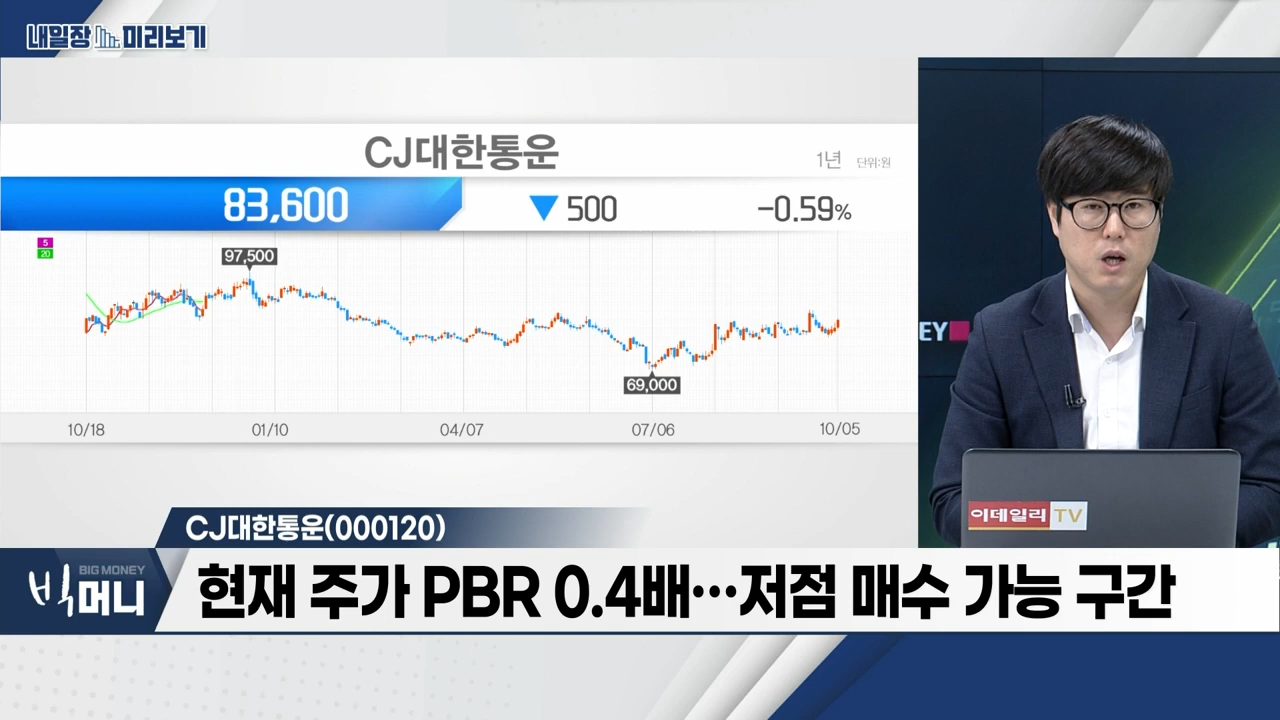 내일장 미리보기
CJ대한통운
1년 단위:원
83,600 ▼ 500 -0.59%
5
20
97,500
69,000
10/18 01/10 04/07 07/06 10/05
EY
이데일리 TV
CJ대한통운(000120)
BIG MONEY
빅머니
현재 주가 PBR 0.4배…저점 매수 가능 구간